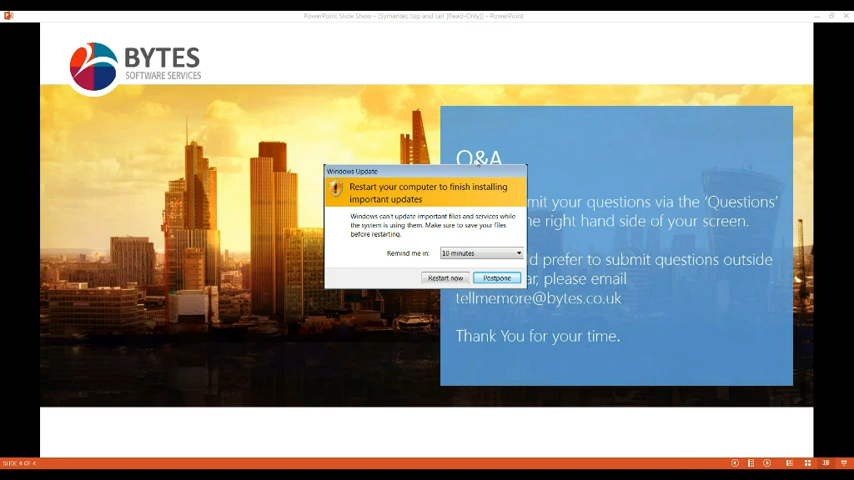 PowerPoint Slide Show - [Symantec top and tail [Read-Only]] - PowerPoint
BYTES
SOFTWARE SERVICES
Q&A
mit your questions via the 'Questions'
e right hand side of your screen.
d prefer to submit questions outside
ar, please email
tellmemore@bytes.co.uk
Thank You for your time.
Windows Update
Restart your computer to finish installing
important updates
Windows can't update important files and services while
the system is using them. Make sure to save your files
before restarting.
Remind me in: 10 minutes
Restart now Postpone
SLIDE 4 OF 4